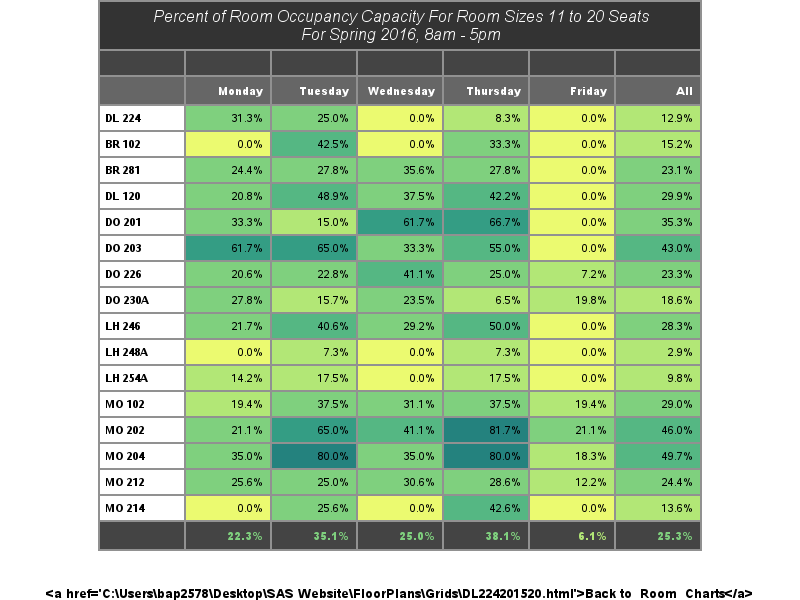 Percent of Room Occupancy Capacity For Room Sizes 11 to 20 Seats
For Spring 2016, 8am - 5pm
Monday Tuesday Wednesday Thursday Friday All
DL 224 31.3% 25.0% 0.0% 8.3% 0.0% 12.9%
BR 102 0.0% 42.5% 0.0% 33.3% 0.0% 15.2%
BR 281 24.4% 27.8% 35.6% 27.8% 0.0% 23.1%
DL 120 20.8% 48.9% 37.5% 42.2% 0.0% 29.9%
DO 201 33.3% 15.0% 61.7% 66.7% 0.0% 35.3%
DO 203 61.7% 65.0% 33.3% 55.0% 0.0% 43.0%
DO 226 20.6% 22.8% 41.1% 25.0% 7.2% 23.3%
DO 230A 27.8% 15.7% 23.5% 6.5% 19.8% 18.6%
LH 246 21.7% 40.6% 29.2% 50.0% 0.0% 28.3%
LH 248A 0.0% 7.3% 0.0% 7.3% 0.0% 2.9%
LH 254A 14.2% 17.5% 0.0% 17.5% 0.0% 9.8%
MO 102 19.4% 37.5% 31.1% 37.5% 19.4% 29.0%
MO 202 21.1% 65.0% 41.1% 81.7% 21.1% 46.0%
MO 204 35.0% 80.0% 35.0% 80.0% 18.3% 49.7%
MO 212 25.6% 25.0% 30.6% 28.6% 12.2% 24.4%
MO 214 0.0% 25.6% 0.0% 42.6% 0.0% 13.6%
22.3% 35.1% 25.0% 38.1% 6.1% 25.3%
<a href='C:\Users\bap2578\Desktop\SAS Website\FloorPlans\Grids\DL224201520.html'>Back to Room Charts</a>